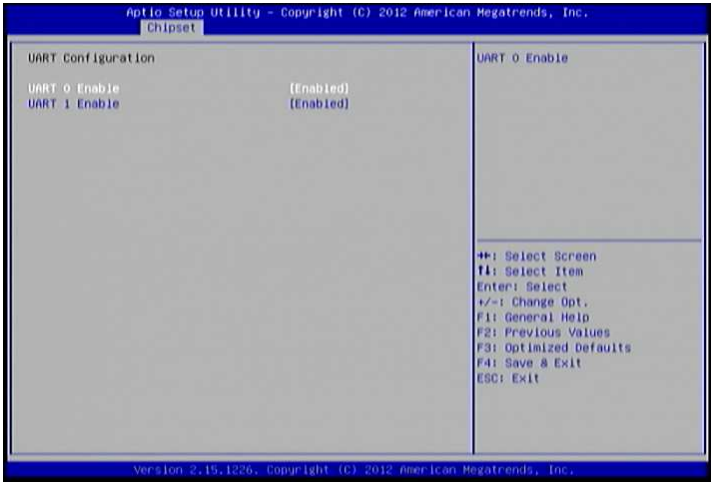 Aptio Setup Utility - Copyright (C) 2012 American Megatrends, Inc.
Chipset
UART Configuration
UART 0 Enable [Enabled]
UART 1 Enable [Enabled]
UART 0 Enable
→←: Select Screen
↑↓: Select Item
Enter: Select
+/-: Change Opt.
F1: General Help
F2: Previous Values
F3: Optimized Defaults
F4: Save & Exit
ESC: Exit
Version 2.15.1226. Copyright (C) 2012 American Megatrends, Inc.